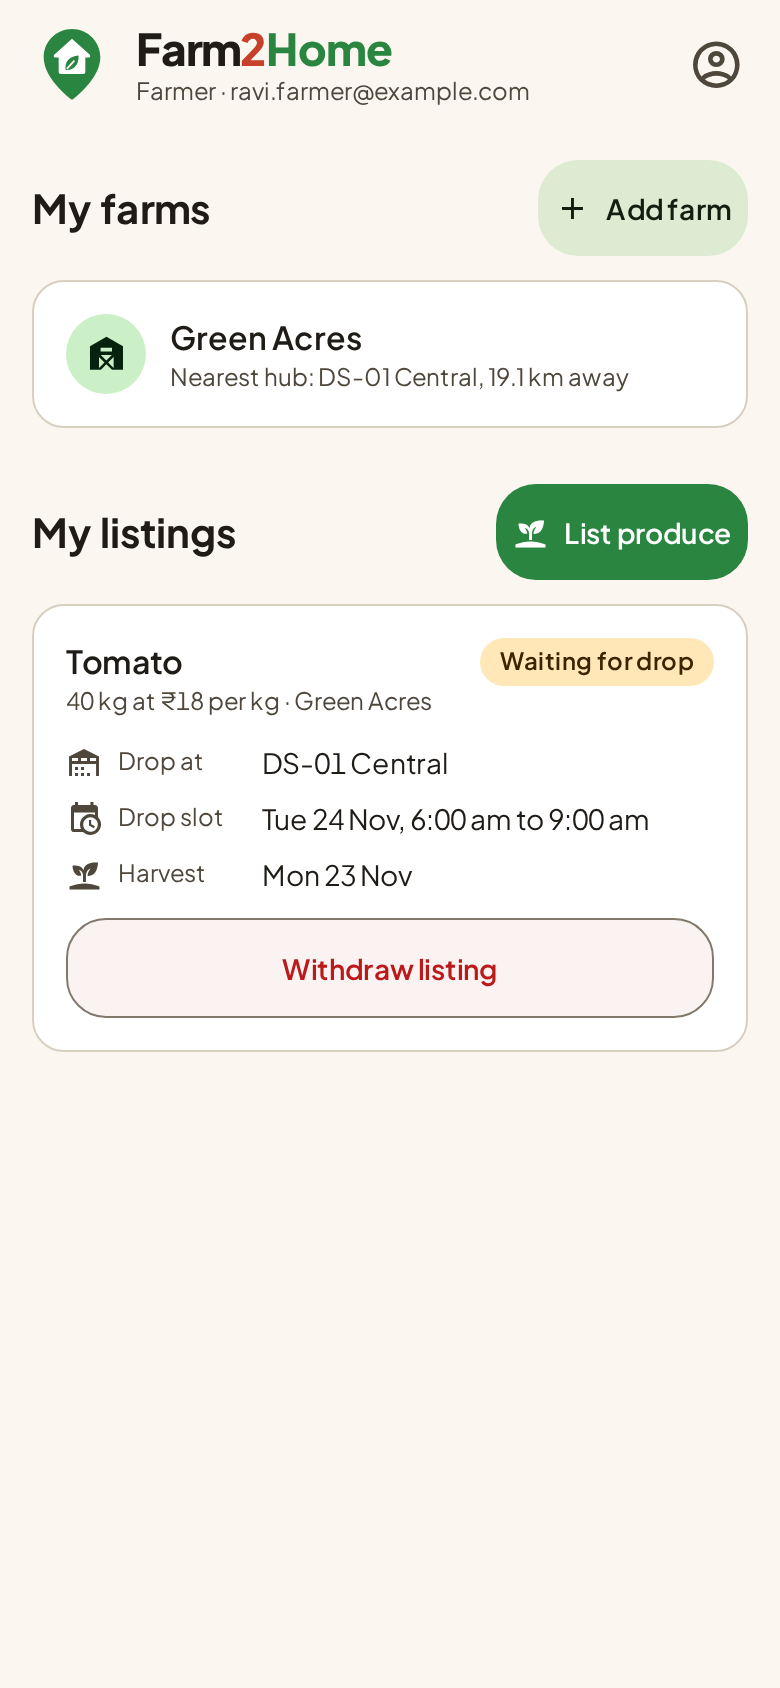 Farm2Home
Farmer · ravi.farmer@example.com
My farms
Add farm
Green Acres
Nearest hub: DS-01 Central, 19.1 km away
My listings
List produce
Tomato
Waiting for drop
40 kg at ₹18 per kg · Green Acres
Drop at DS-01 Central
Drop slot Tue 24 Nov, 6:00 am to 9:00 am
Harvest Mon 23 Nov
Withdraw listing